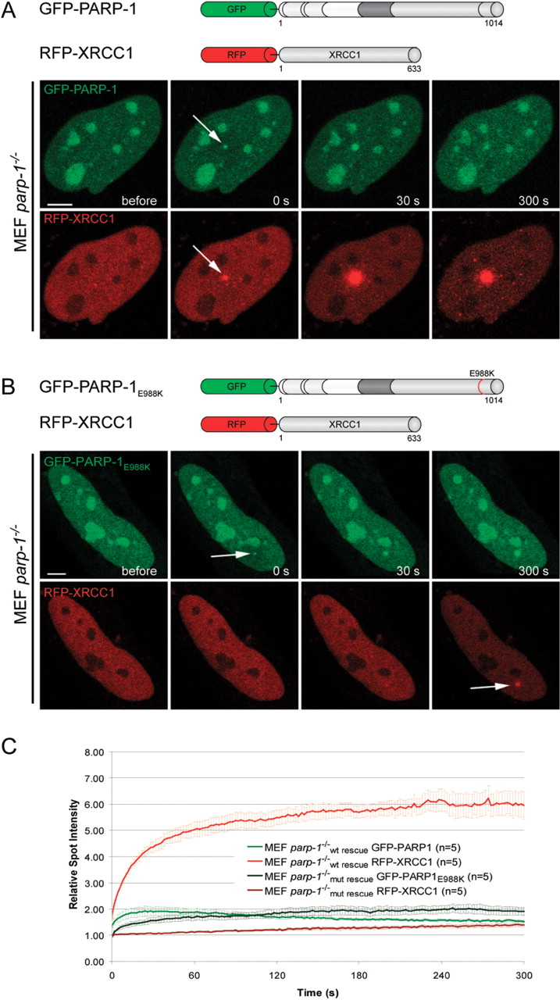 A
GFP-PARP-1
GFP
1
1014
RFP-XRCC1
RFP
XRCC1
1
633
MEF parp-1-/-
GFP-PARP-1
before
0 s
30 s
300 s
RFP-XRCC1
B
GFP-PARP-1E988K
GFP
E988K
1
1014
RFP-XRCC1
RFP
XRCC1
1
633
MEF parp-1-/-
GFP-PARP-1E988K
before
0 s
30 s
300 s
RFP-XRCC1
C
Relative Spot Intensity
8.00
7.00
6.00
5.00
4.00
3.00
2.00
1.00
0.00
MEF parp-1-/-wt rescue GFP-PARP1 (n=5)
MEF parp-1-/-wt rescue RFP-XRCC1 (n=5)
MEF parp-1-/-mut rescue GFP-PARP1E988K (n=5)
MEF parp-1-/-mut rescue RFP-XRCC1 (n=5)
0
60
120
180
240
300
Time (s)